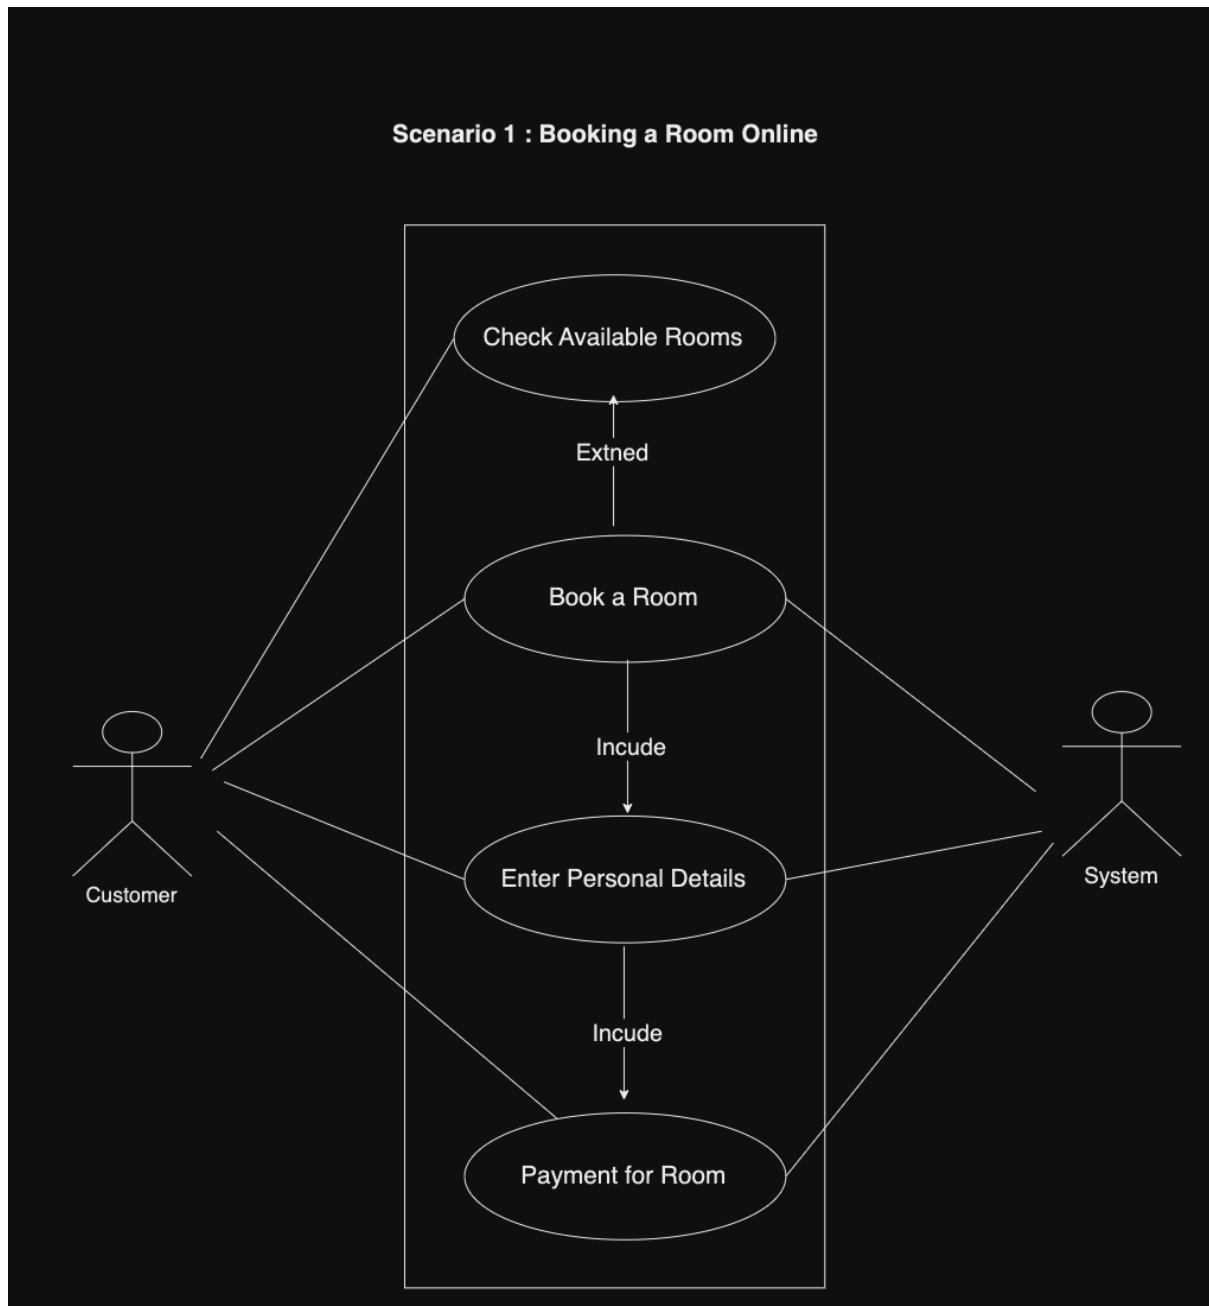 Scenario 1 : Booking a Room Online
Check Available Rooms
Extned
Book a Room
Incude
Enter Personal Details
Customer
System
Incude
Payment for Room